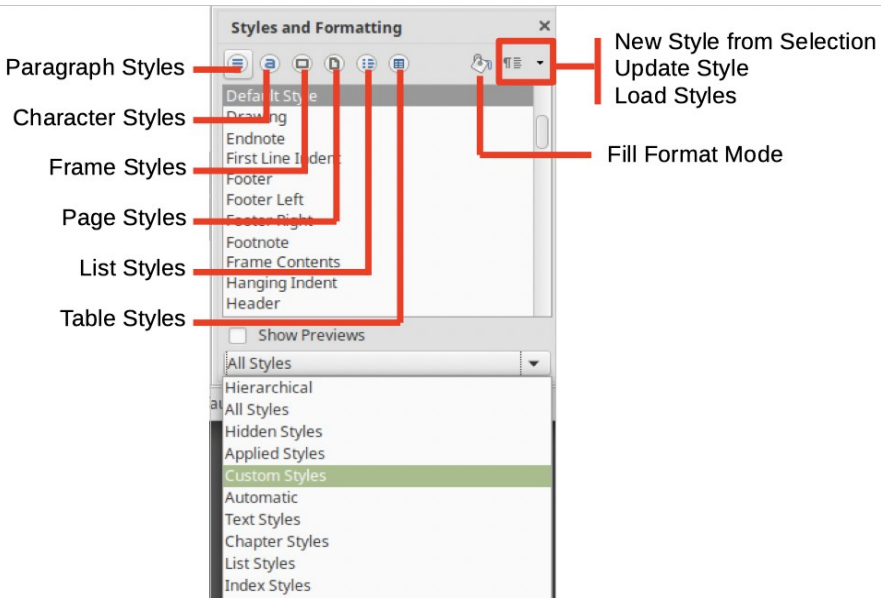 Styles and Formatting
New Style from Selection
Update Style
Load Styles
Paragraph Styles
Character Styles
Frame Styles
Page Styles
List Styles
Table Styles
Fill Format Mode
Default Style
Drawing
Endnote
First Line Indent
Footer
Footer Left
Footer Right
Footnote
Frame Contents
Hanging Indent
Header
Show Previews
All Styles
Hierarchical
All Styles
Hidden Styles
Applied Styles
Custom Styles
Automatic
Text Styles
Chapter Styles
List Styles
Index Styles